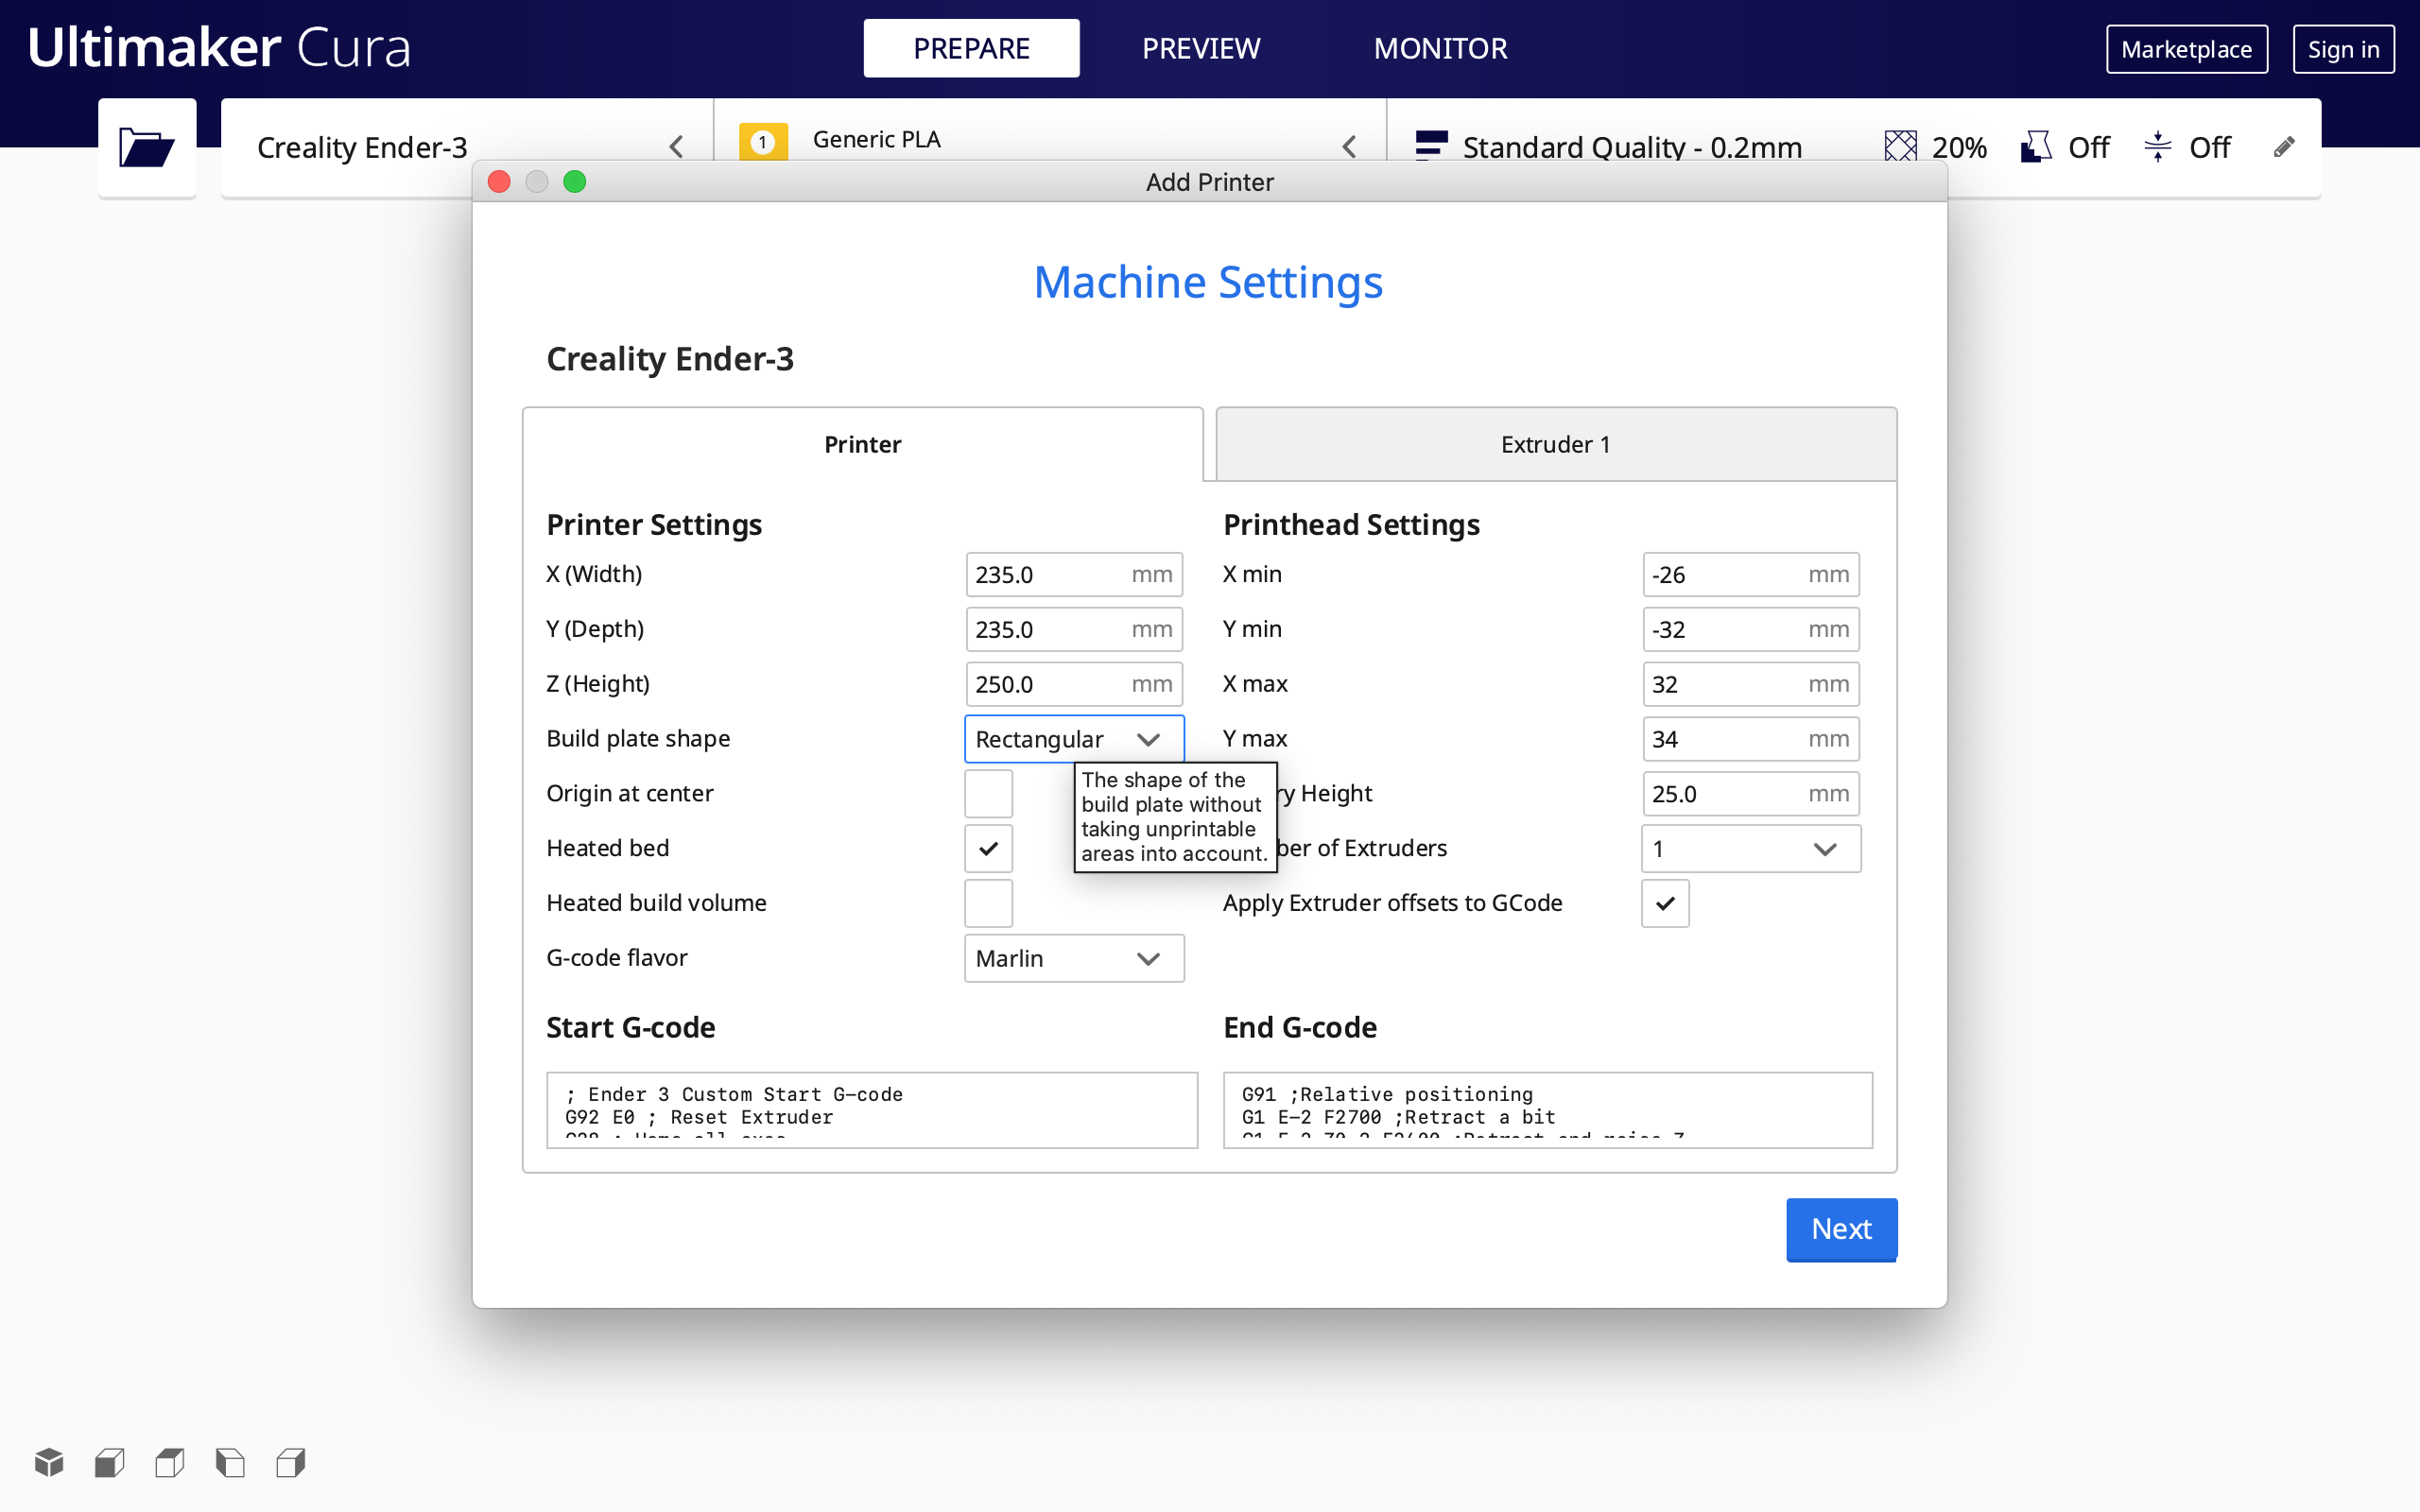 Ultimaker Cura
PREPARE
PREVIEW
MONITOR
Marketplace
Sign in
Creality Ender-3
1
Generic PLA
Standard Quality - 0.2mm
20%
Off
Off
Add Printer
Machine Settings
Creality Ender-3
Printer
Extruder 1
Printer Settings
X (Width)
235.0 mm
Y (Depth)
235.0 mm
Z (Height)
250.0 mm
Build plate shape
Rectangular
The shape of the
build plate without
taking unprintable
areas into account.
Origin at center
Heated bed
Heated build volume
G-code flavor
Marlin
Printhead Settings
X min
-26 mm
Y min
-32 mm
X max
32 mm
Y max
34 mm
ry Height
25.0 mm
ber of Extruders
1
Apply Extruder offsets to GCode
Start G-code
; Ender 3 Custom Start G-code
G92 E0 ; Reset Extruder
End G-code
G91 ;Relative positioning
G1 E-2 F2700 ;Retract a bit
Next